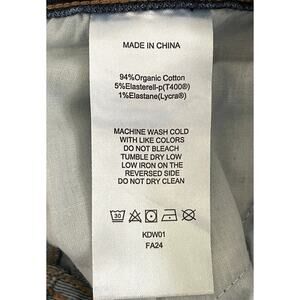 MADE IN CHINA
94%Organic Cotton
5%Elasterell-p(T400®)
1%Elastane(Lycra®)
MACHINE WASH COLD
WITH LIKE COLORS
DO NOT BLEACH
TUMBLE DRY LOW
LOW IRON ON THE
REVERSED SIDE
DO NOT DRY CLEAN
30
KDW01
FA24